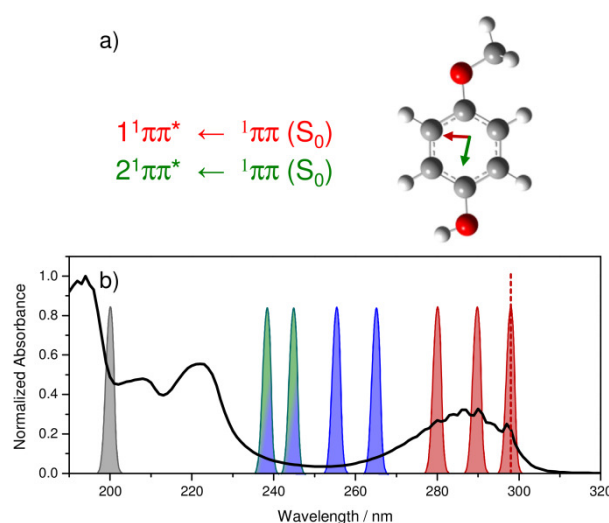 a)
1¹ππ* ← ¹ππ (S₀)
2¹ππ* ← ¹ππ (S₀)
b)
Normalized Absorbance
1.0
0.8
0.6
0.4
0.2
0.0
200 220 240 260 280 300 320
Wavelength / nm